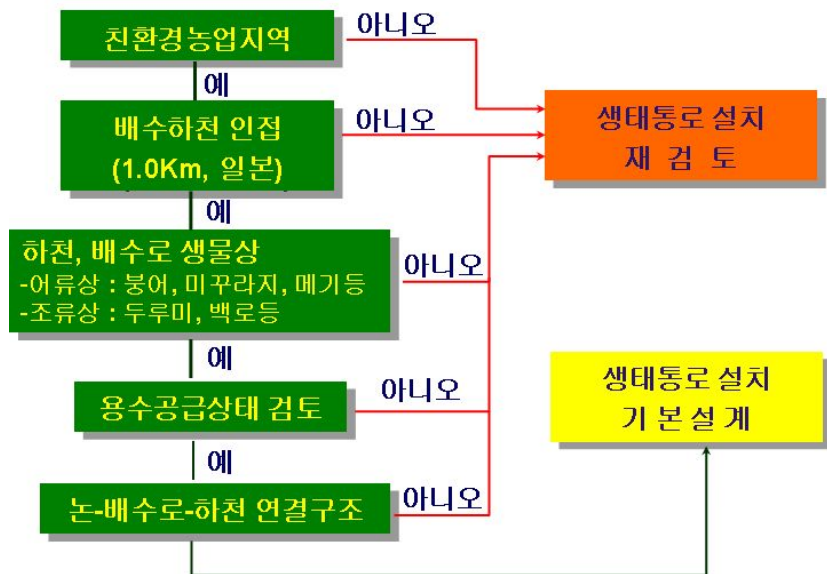 친환경농업지역
아니오
예
배수하천 인접
(1.0Km, 일본)
아니오
생태통로 설치
재 검 토
예
하천, 배수로 생물상
-어류상 : 붕어, 미꾸라지, 메기등
-조류상 : 두루미, 백로등
아니오
예
용수공급상태 검토
아니오
생태통로 설치
기 본 설 계
예
논-배수로-하천 연결구조
아니오